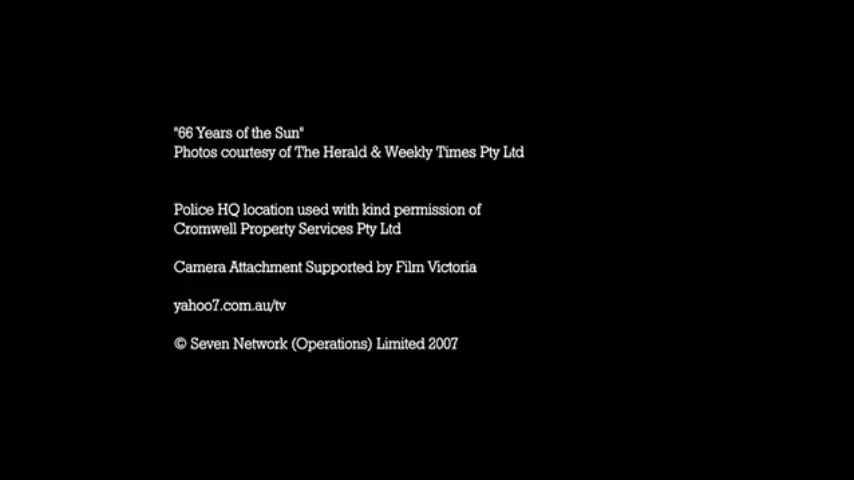 "66 Years of the Sun"
Photos courtesy of The Herald & Weekly Times Pty Ltd
Police HQ location used with kind permission of
Cromwell Property Services Pty Ltd
Camera Attachment Supported by Film Victoria
yahoo7.com.au/tv
© Seven Network (Operations) Limited 2007